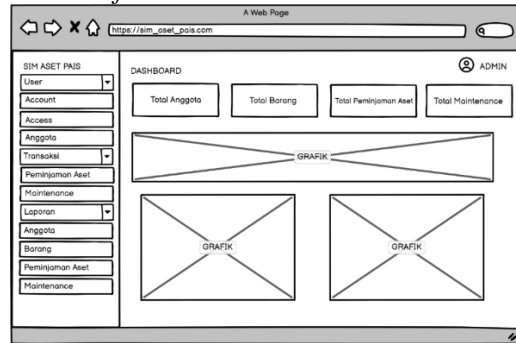 A Web Page
https://sim_aset_pais.com
SIM ASET PAIS
User
Account
Access
Anggota
Transaksi
Peminjaman Aset
Maintenance
Laporan
Anggota
Barang
Peminjaman Aset
Maintenance
DASHBOARD
ADMIN
Total Anggota
Total Barang
Total Peminjaman Aset
Total Maintenance
GRAFIK
GRAFIK
GRAFIK